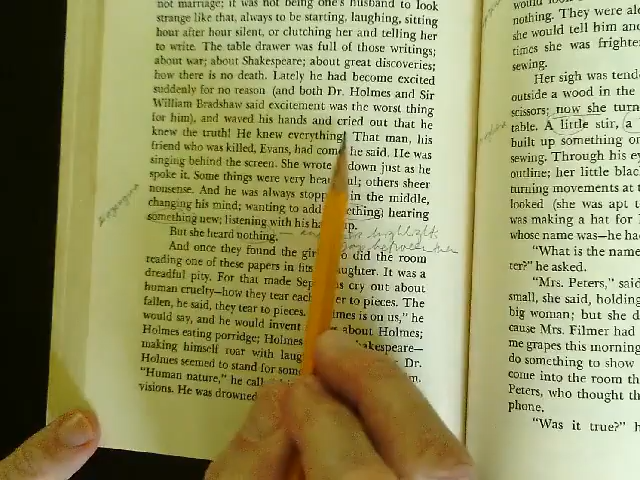 not marriage; it was not being one's husband to look
strange like that, always to be starting, laughing, sitting
hour after hour silent, or clutching her and telling her
to write. The table drawer was full of those writings;
about war; about Shakespeare; about great discoveries;
how there is no death. Lately he had become excited
suddenly for no reason (and both Dr. Holmes and Sir
William Bradshaw said excitement was the worst thing
for him), and waved his hands and cried out that he
knew the truth! He knew everything! That man, his
friend who was killed, Evans, had come, he said. He was
singing behind the screen. She wrote it down just as he
spoke it. Some things were very beautiful; others sheer
nonsense. And he was always stopping in the middle,
changing his mind; wanting to add something; hearing
something new; listening with his hand up.
But she heard nothing.
And once they found the girl who did the room
reading one of these papers in fits of laughter. It was a
dreadful pity. For that made Septimus cry out about
human cruelty—how they tear each other to pieces. The
fallen, he said, they tear to pieces. "Holmes is on us," he
would say, and he would invent stories about Holmes;
Holmes eating porridge; Holmes Shakespeare—
making himself roar with laughter Dr.
Holmes seemed to stand for something
"Human nature," he called him.
visions. He was drowned
nothing. They were
she would tell him
times she was
sewing.
Her sigh was
outside a wood in the
scissors; now she
table. A little stir, a
built up something
sewing. Through his
outline; her little
turning movements at
looked (she was apt
was making a hat for
whose name was—he had
"What is the name
ter?" he asked.
"Mrs. Peters," said
small, she said, holding
big woman; but she
cause Mrs. Filmer had
me grapes this morning
do something to show
come into the room
Peters, who thought
phone.
"Was it true?"